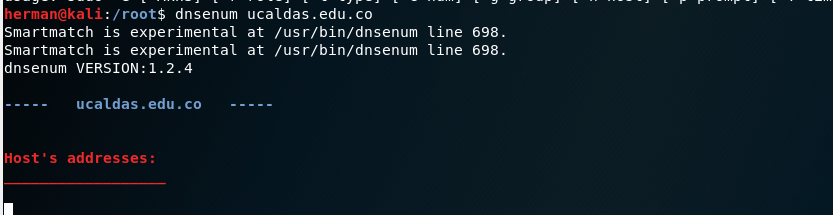 herman@kali:/root$ dnsenum ucaldas.edu.co
Smartmatch is experimental at /usr/bin/dnsenum line 698.
Smartmatch is experimental at /usr/bin/dnsenum line 698.
dnsenum VERSION:1.2.4
-----   ucaldas.edu.co   -----
Host's addresses:
__________________